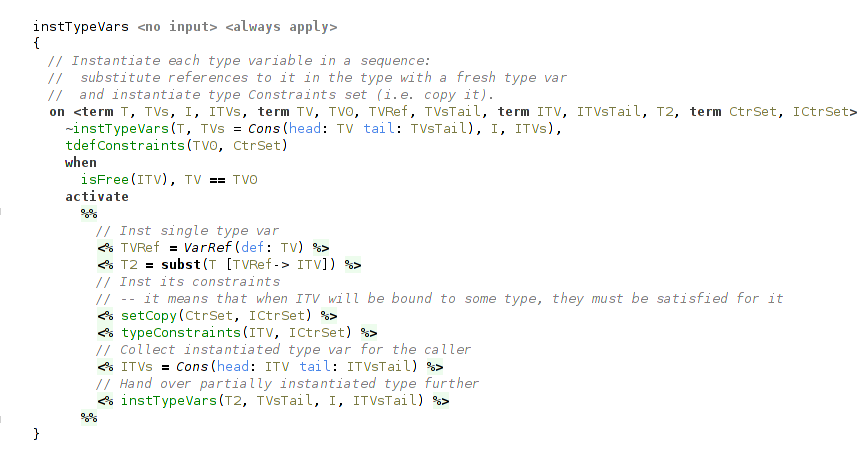 instTypeVars <no input> <always apply>
{
// Instantiate each type variable in a sequence:
//  substitute references to it in the type with a fresh type var
//  and instantiate type Constraints set (i.e. copy it).
on <term T, TVs, I, ITVs, term TV, TV0, TVRef, TVsTail, term ITV, ITVsTail, T2, term CtrSet, ICtrSet>
~instTypeVars(T, TVs = Cons(head: TV tail: TVsTail), I, ITVs),
tdefConstraints(TV0, CtrSet)
when
isFree(ITV), TV == TV0
activate
%%
// Inst single type var
<% TVRef = VarRef(def: TV) %>
<% T2 = subst(T [TVRef-> ITV]) %>
// Inst its constraints
// -- it means that when ITV will be bound to some type, they must be satisfied for it
<% setCopy(CtrSet, ICtrSet) %>
<% typeConstraints(ITV, ICtrSet) %>
// Collect instantiated type var for the caller
<% ITVs = Cons(head: ITV tail: ITVsTail) %>
// Hand over partially instantiated type further
<% instTypeVars(T2, TVsTail, I, ITVsTail) %>
%%
}